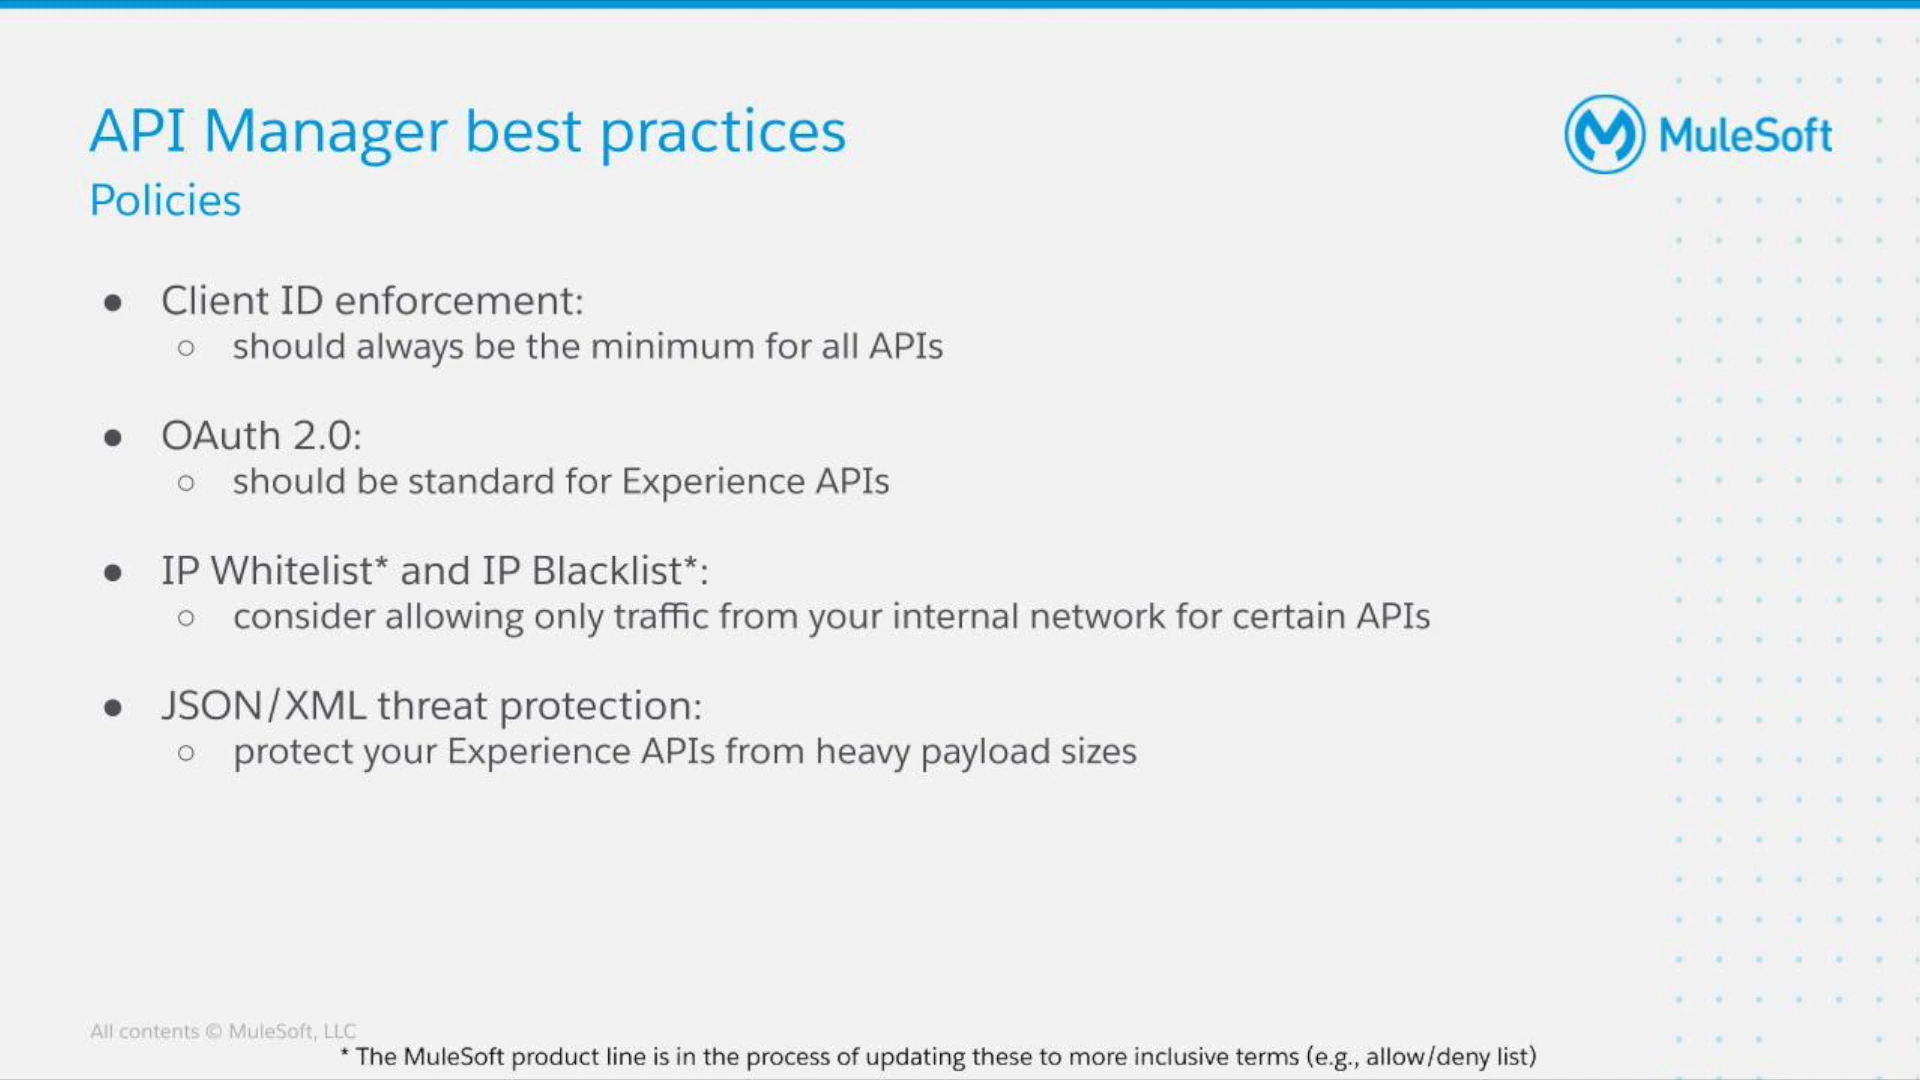 API Manager best practices
MuleSoft
Policies
● Client ID enforcement:
○ should always be the minimum for all APIs
● OAuth 2.0:
○ should be standard for Experience APIs
● IP Whitelist* and IP Blacklist*:
○ consider allowing only traffic from your internal network for certain APIs
● JSON/XML threat protection:
○ protect your Experience APIs from heavy payload sizes
All contents © MuleSoft, LLC
* The MuleSoft product line is in the process of updating these to more inclusive terms (e.g., allow/deny list)